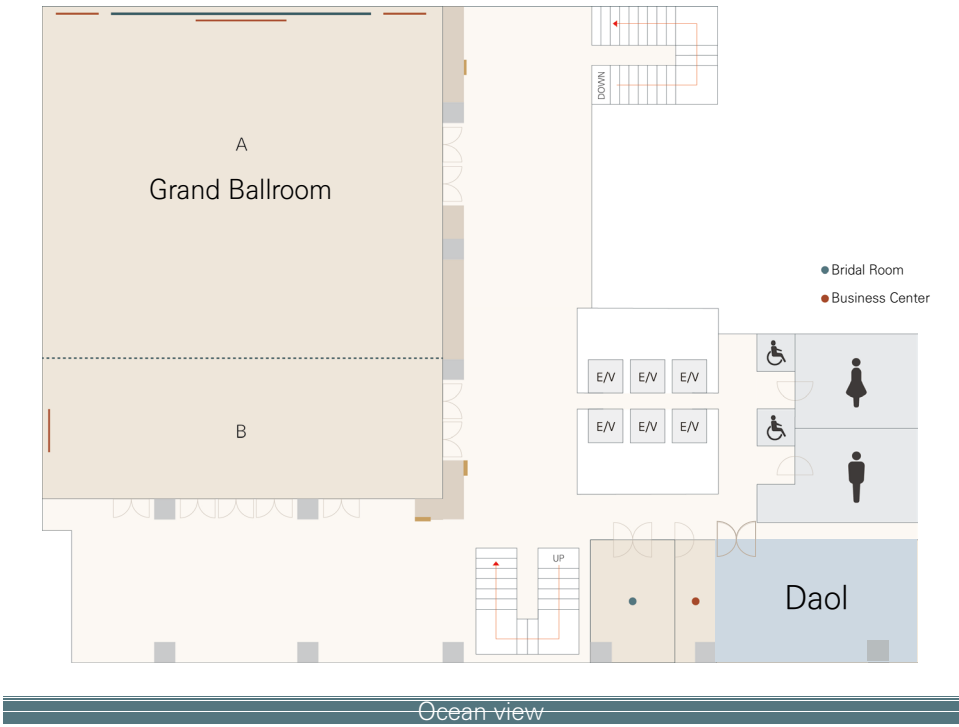 DOWN
A
Grand Ballroom
Bridal Room
Business Center
E/V E/V E/V
E/V E/V E/V
B
UP
Daol
Ocean view